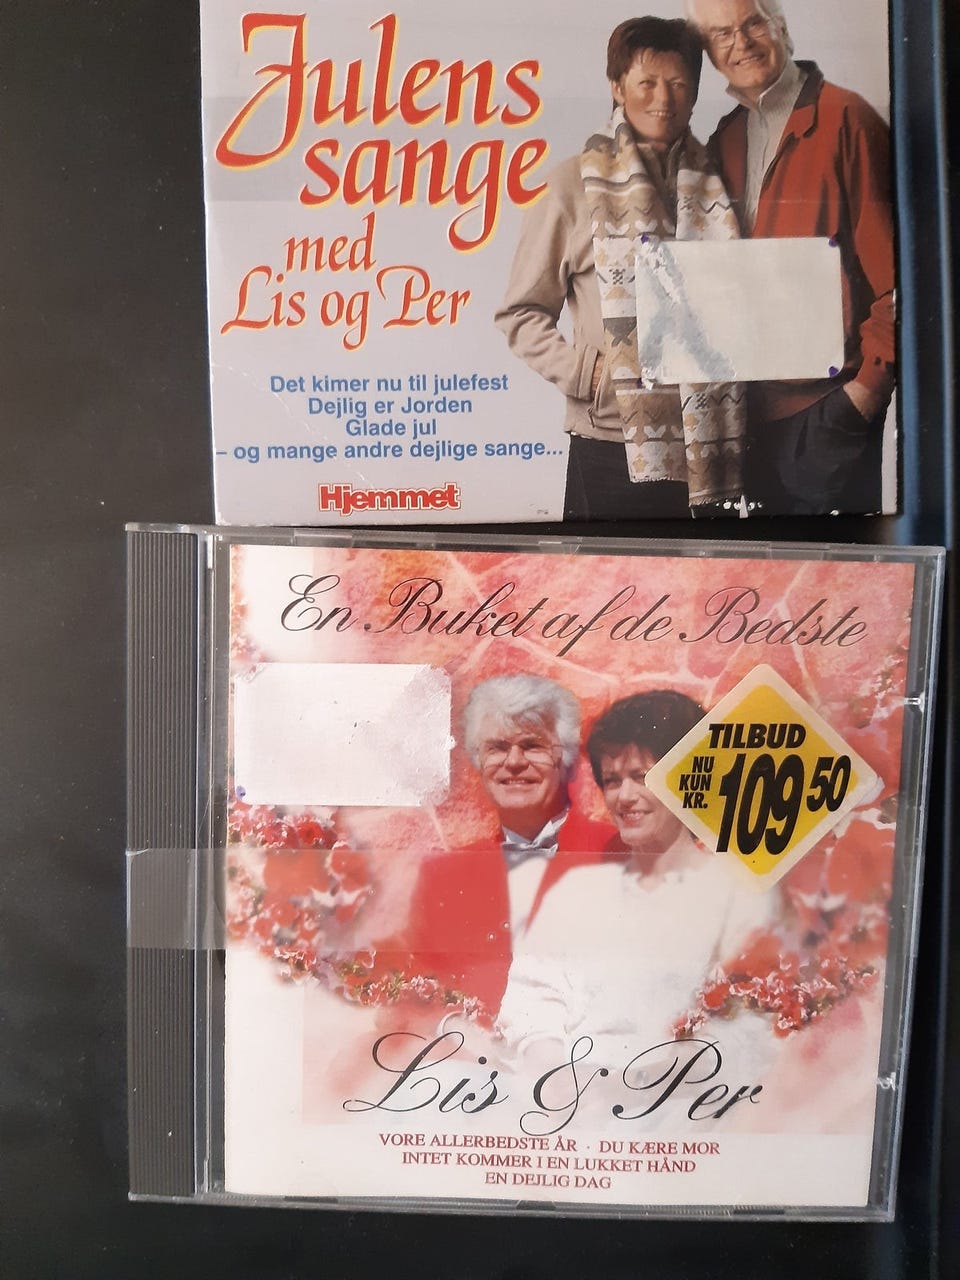 Julens
sange
med
Lis og Per
Det kimer nu til julefest
Dejlig er Jorden
Glade jul
– og mange andre dejlige sange...
Hjemmet
En Buket af de Bedste
TILBUD
NU
KUN
KR.
109 50
Lis & Per
VORE ALLERBEDSTE ÅR · DU KÆRE MOR
INTET KOMMER I EN LUKKET HÅND
EN DEJLIG DAG